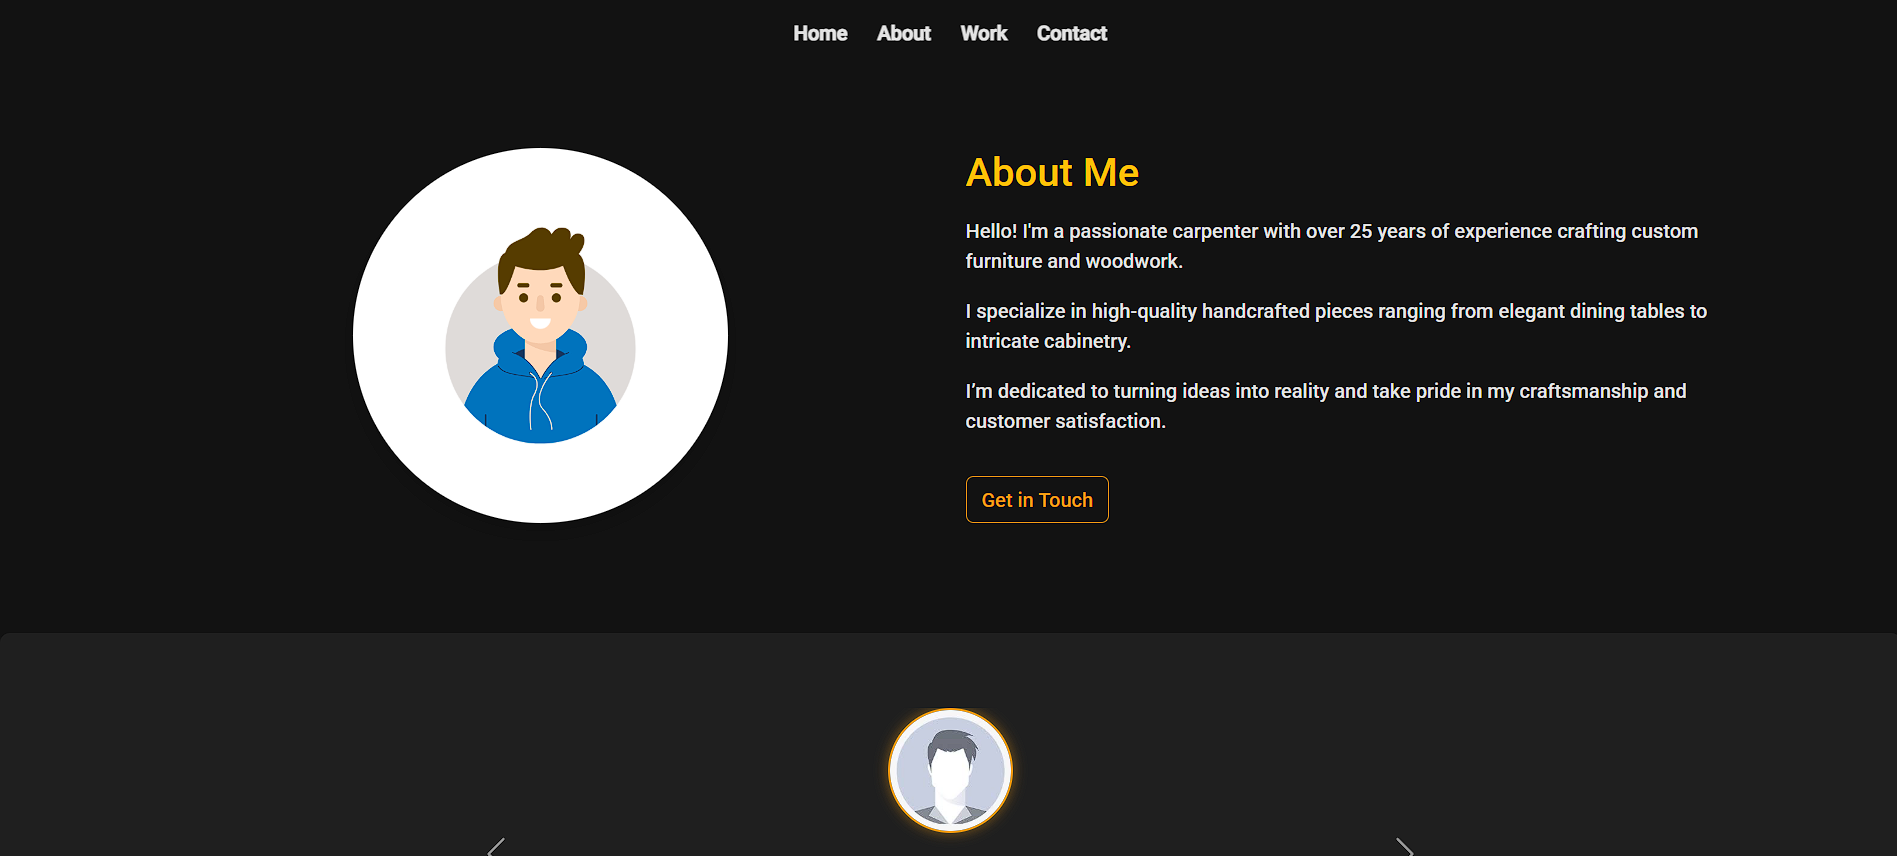 Home About Work Contact
About Me
Hello! I'm a passionate carpenter with over 25 years of experience crafting custom
furniture and woodwork.
I specialize in high-quality handcrafted pieces ranging from elegant dining tables to
intricate cabinetry.
I’m dedicated to turning ideas into reality and take pride in my craftsmanship and
customer satisfaction.
Get in Touch